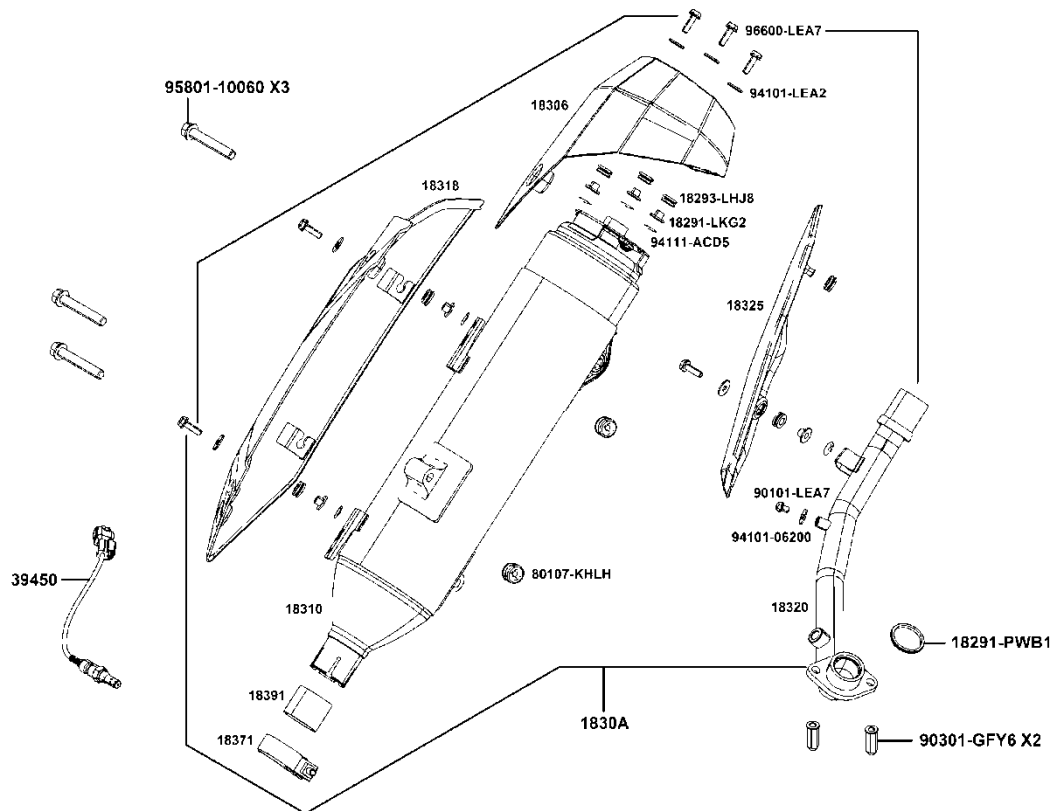 96600-LEA7
95801-10060 X3
94101-LEA2
18306
18318
18293-LHJ8
18291-LKG2
94111-ACD5
18325
90101-LEA7
94101-06200
39450
80107-KHLH
18310
18320
18291-PWB1
18391
1830A
18371
90301-GFY6 X2